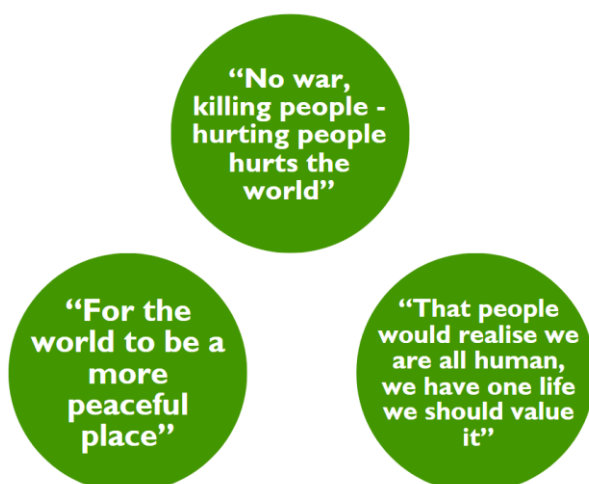 “No war,
killing people -
hurting people
hurts the
world”
“For the
world to be a
more
peaceful
place”
“That people
would realise we
are all human,
we have one life
we should value
it”